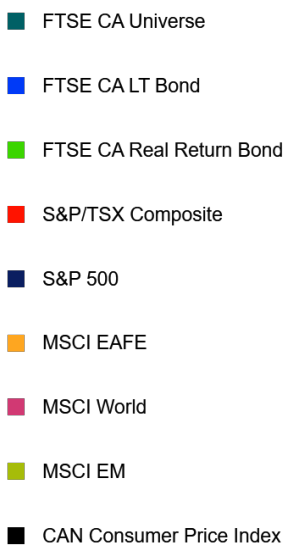 FTSE CA Universe
FTSE CA LT Bond
FTSE CA Real Return Bond
S&P/TSX Composite
S&P 500
MSCI EAFE
MSCI World
MSCI EM
CAN Consumer Price Index